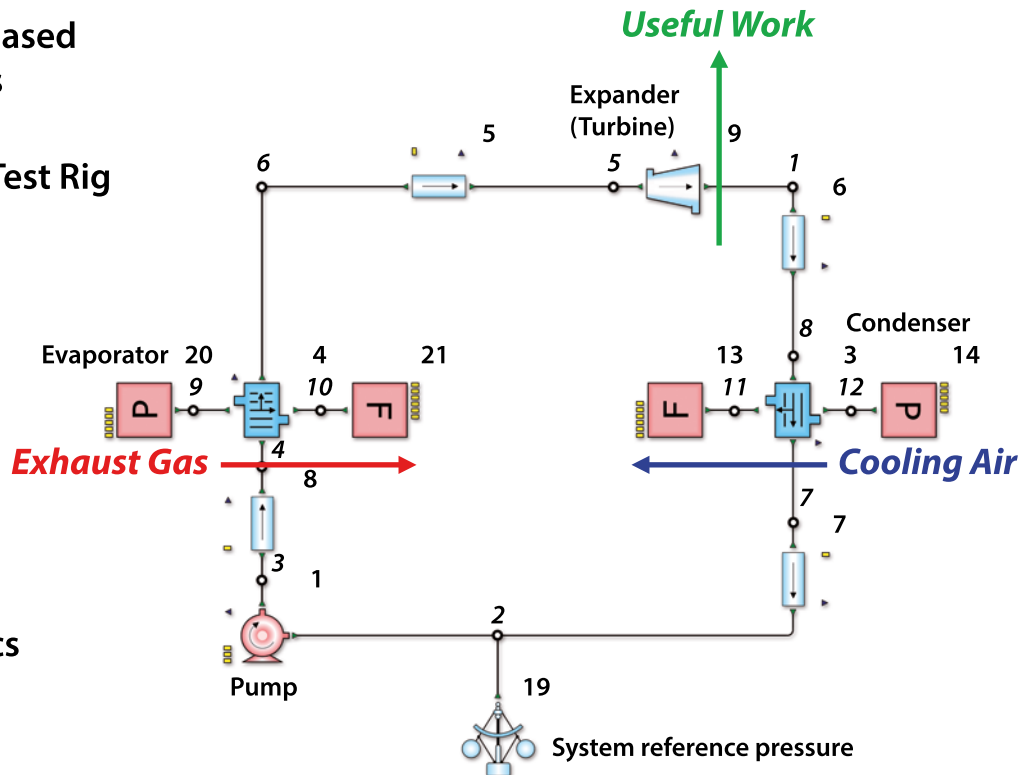 ased
s
Test Rig
cs
Useful Work
Expander
(Turbine)
9
5
6
5
1
6
8
Condenser
Evaporator
20
4
21
13
3
14
9
10
11
12
P
F
F
P
4
Exhaust Gas
Cooling Air
8
7
7
3
1
2
Pump
19
System reference pressure